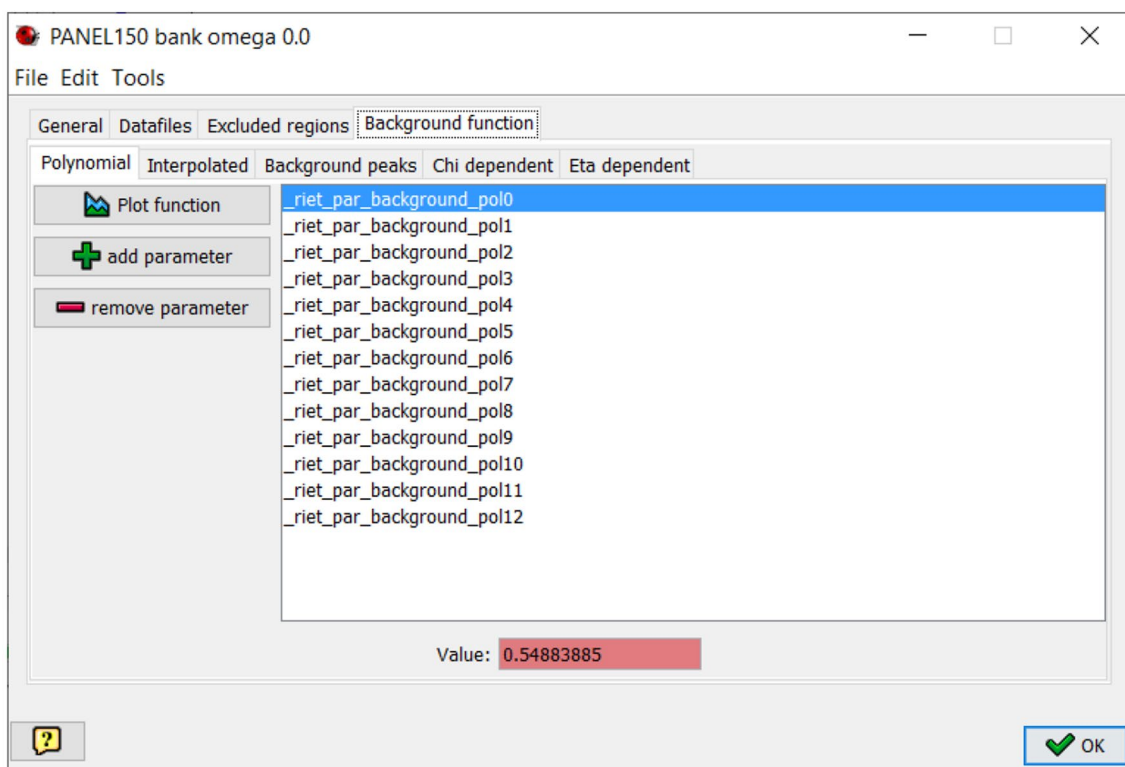 PANEL150 bank omega 0.0
File Edit Tools
General Datafiles Excluded regions Background function
Polynomial Interpolated Background peaks Chi dependent Eta dependent
Plot function
add parameter
remove parameter
_riet_par_background_pol0
_riet_par_background_pol1
_riet_par_background_pol2
_riet_par_background_pol3
_riet_par_background_pol4
_riet_par_background_pol5
_riet_par_background_pol6
_riet_par_background_pol7
_riet_par_background_pol8
_riet_par_background_pol9
_riet_par_background_pol10
_riet_par_background_pol11
_riet_par_background_pol12
Value: 0.54883885
?
OK